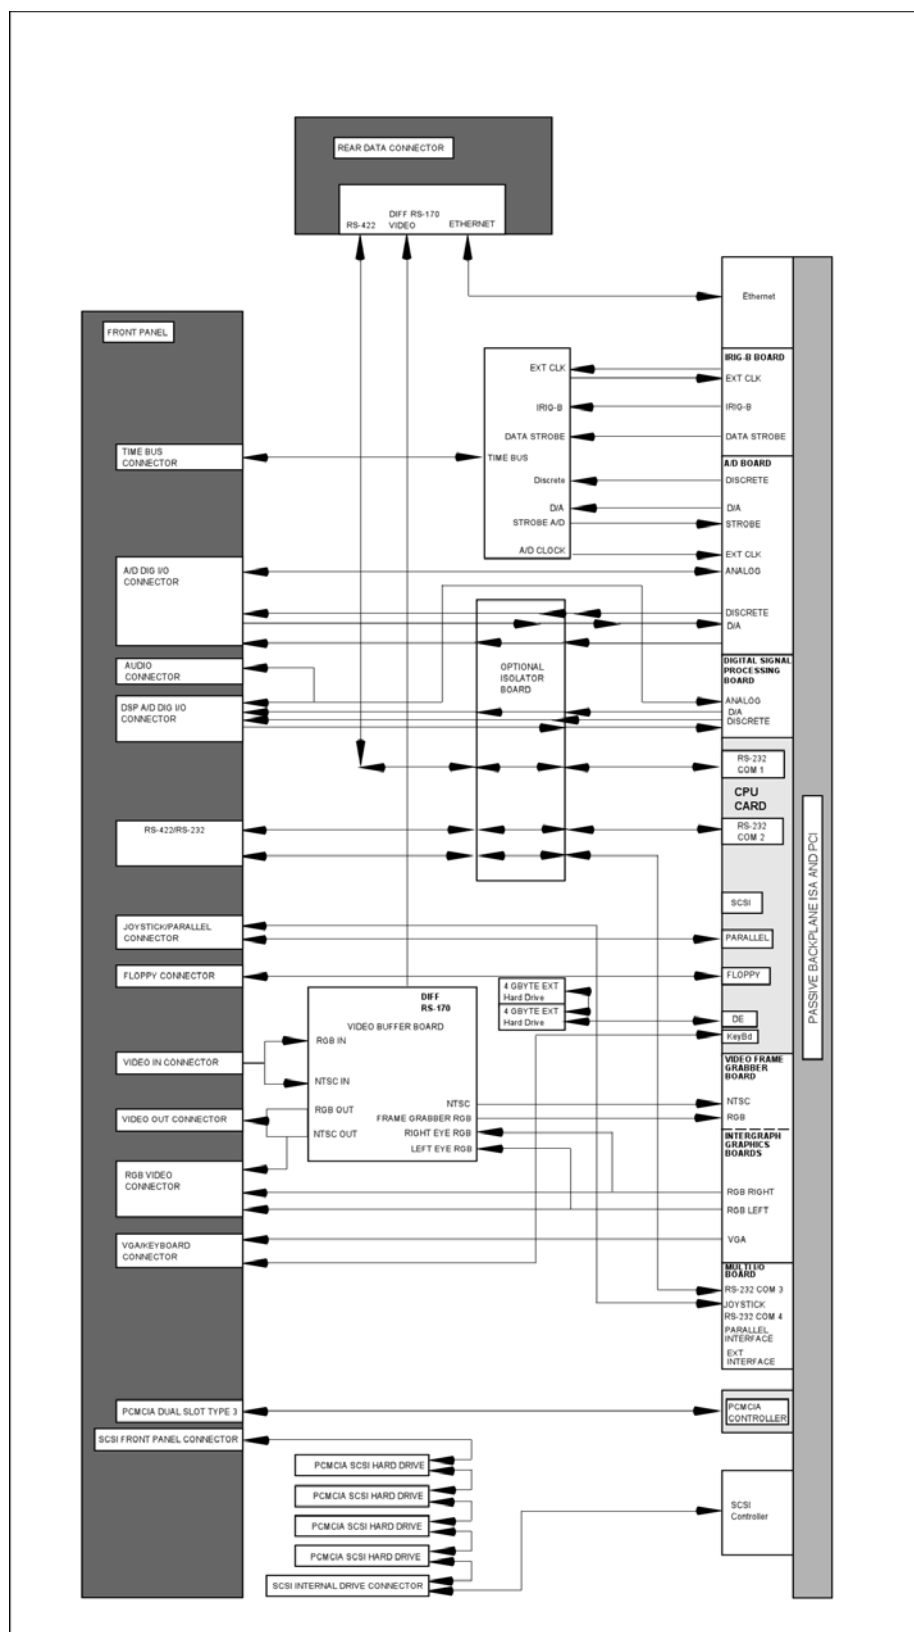 REAR DATA CONNECTOR
RS-422
DIFF RS-170
VIDEO
ETHERNET
Ethernet
FRONT PANEL
TIME BUS
CONNECTOR
A/D DIG I/O
CONNECTOR
AUDIO
CONNECTOR
DSP A/D DIG I/O
CONNECTOR
RS-422/RS-232
JOYSTICK/PARALLEL
CONNECTOR
FLOPPY CONNECTOR
VIDEO IN CONNECTOR
VIDEO OUT CONNECTOR
RGB VIDEO
CONNECTOR
VGA/KEYBOARD
CONNECTOR
PCMCIA DUAL SLOT TYPE 3
SCSI FRONT PANEL CONNECTOR
EXT CLK
IRIG-B
DATA STROBE
TIME BUS
Discrete
D/A
STROBE A/D
A/D CLOCK
OPTIONAL
ISOLATOR
BOARD
DIFF
RS-170
VIDEO BUFFER BOARD
RGB IN
NTSC IN
RGB OUT
NTSC OUT
NTSC
FRAME GRABBER RGB
RIGHT EYE RGB
LEFT EYE RGB
4 GBYTE EXT
Hard Drive
4 GBYTE EXT
Hard Drive
PCMCIA SCSI HARD DRIVE
PCMCIA SCSI HARD DRIVE
PCMCIA SCSI HARD DRIVE
PCMCIA SCSI HARD DRIVE
SCSI INTERNAL DRIVE CONNECTOR
IRIG-B BOARD
EXT CLK
IRIG-B
DATA STROBE
A/D BOARD
DISCRETE
D/A
STROBE
EXT CLK
ANALOG
DISCRETE
D/A
DIGITAL SIGNAL
PROCESSING
BOARD
ANALOG
D/A
DISCRETE
RS-232
COM 1
CPU
CARD
RS-232
COM 2
SCSI
PARALLEL
FLOPPY
DE
KeyBd
VIDEO FRAME
GRABBER
BOARD
NTSC
RGB
INTERGRAPH
GRAPHICS
BOARDS
RGB RIGHT
RGB LEFT
VGA
MULTI I/O
BOARD
RS-232 COM 3
JOYSTICK
RS-232 COM 4
PARALLEL
INTERFACE
EXT
INTERFACE
PCMCIA
CONTROLLER
SCSI
Controller
PASSIVE BACKPLANE ISA AND PCI